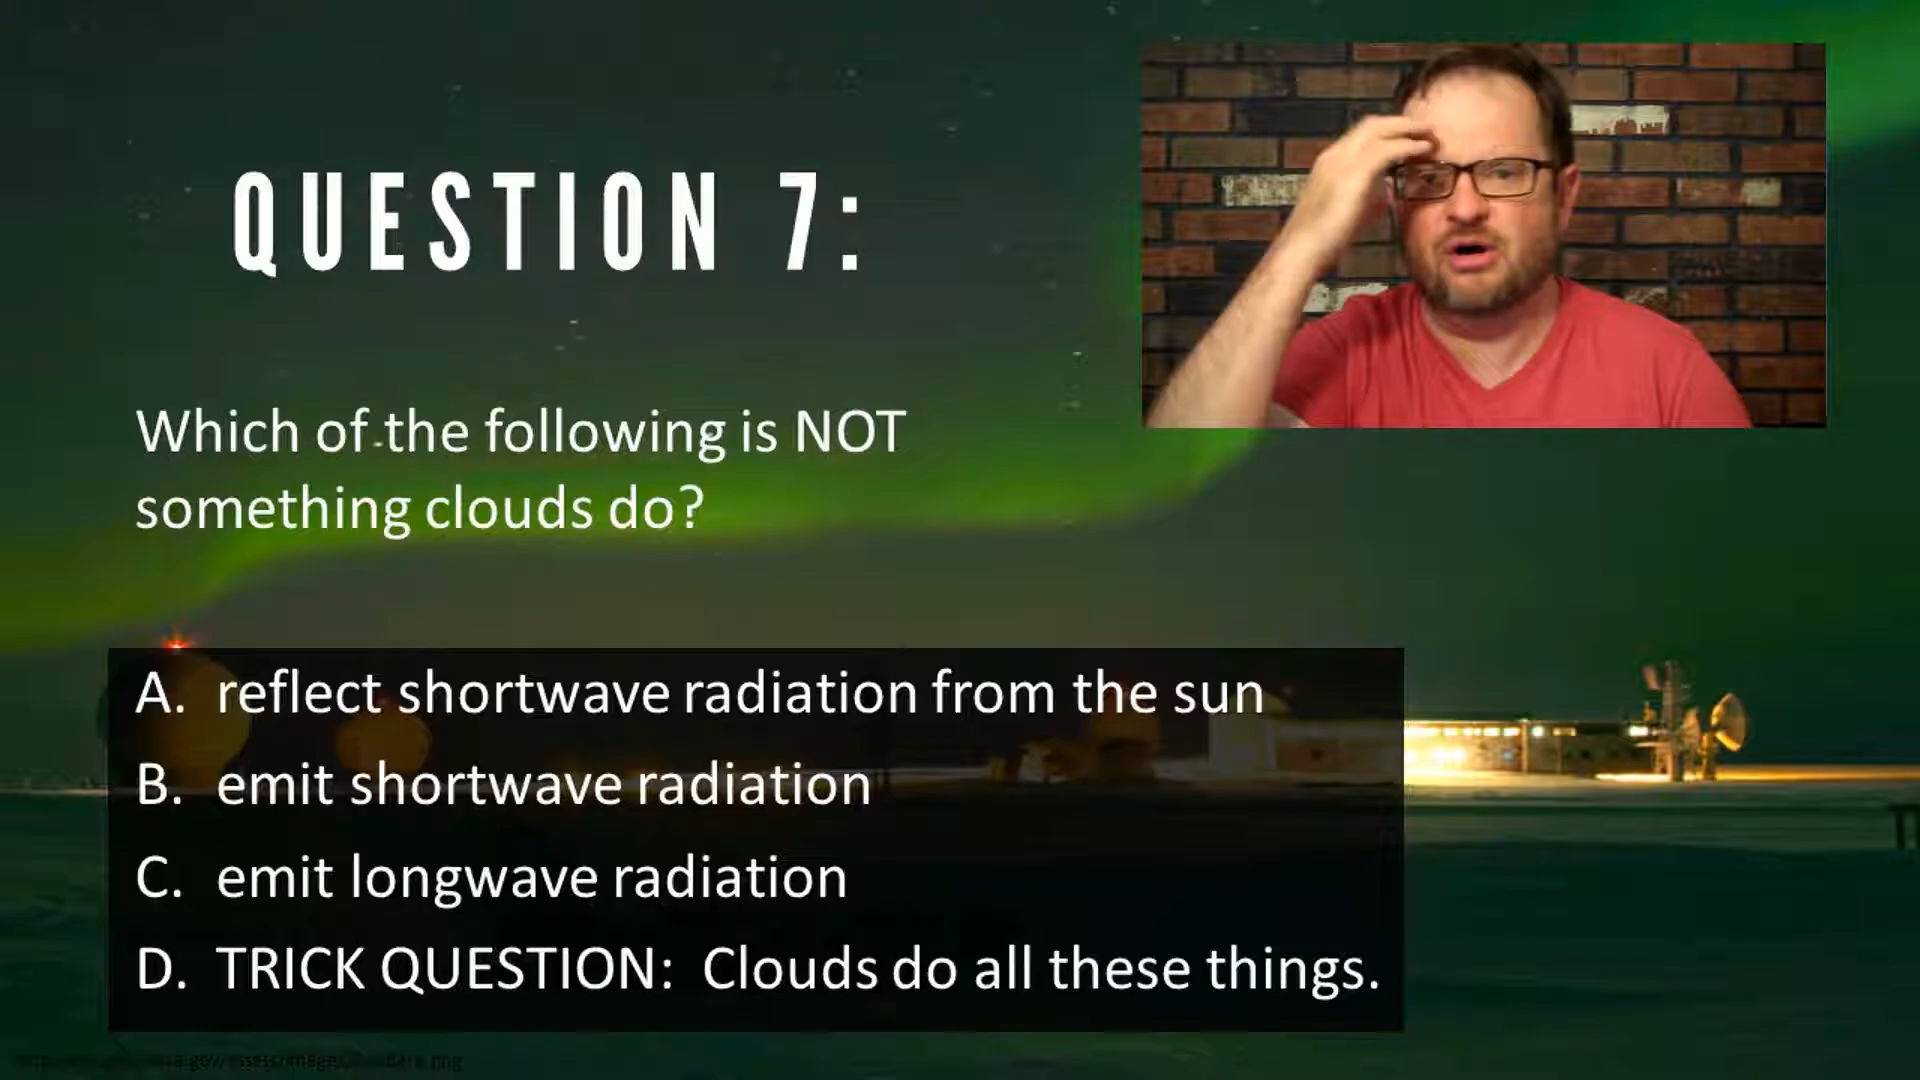 QUESTION 7:
Which of the following is NOT
something clouds do?
A. reflect shortwave radiation from the sun
B. emit shortwave radiation
C. emit longwave radiation
D. TRICK QUESTION: Clouds do all these things.